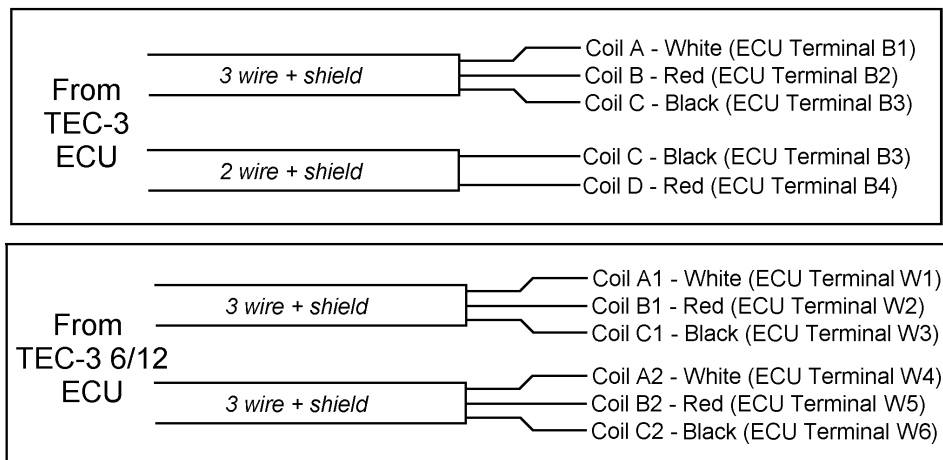 From
TEC-3
ECU
3 wire + shield
Coil A - White (ECU Terminal B1)
Coil B - Red (ECU Terminal B2)
Coil C - Black (ECU Terminal B3)
2 wire + shield
Coil C - Black (ECU Terminal B3)
Coil D - Red (ECU Terminal B4)
From
TEC-3 6/12
ECU
3 wire + shield
Coil A1 - White (ECU Terminal W1)
Coil B1 - Red (ECU Terminal W2)
Coil C1 - Black (ECU Terminal W3)
3 wire + shield
Coil A2 - White (ECU Terminal W4)
Coil B2 - Red (ECU Terminal W5)
Coil C2 - Black (ECU Terminal W6)